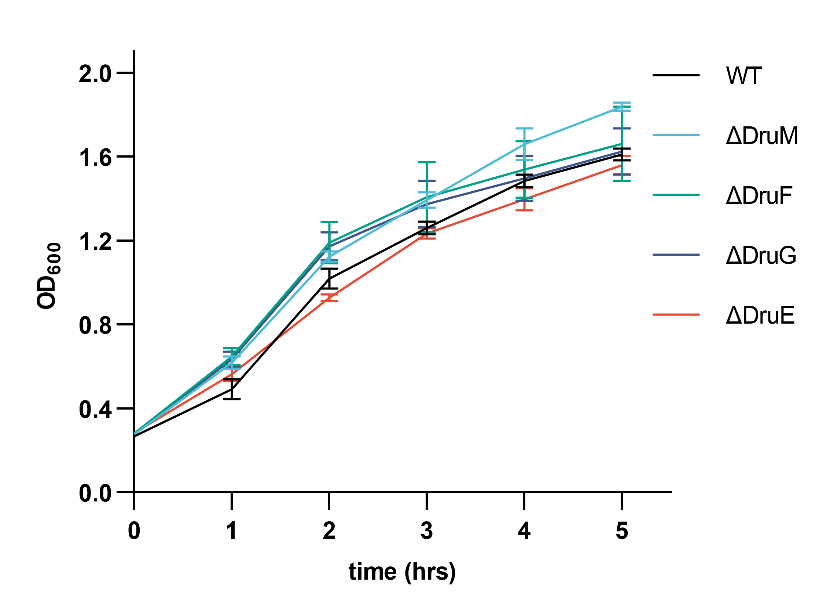 2.0
1.6
1.2
0.8
0.4
0.0
OD600
0
1
2
3
4
5
time (hrs)
WT
ΔDruM
ΔDruF
ΔDruG
ΔDruE